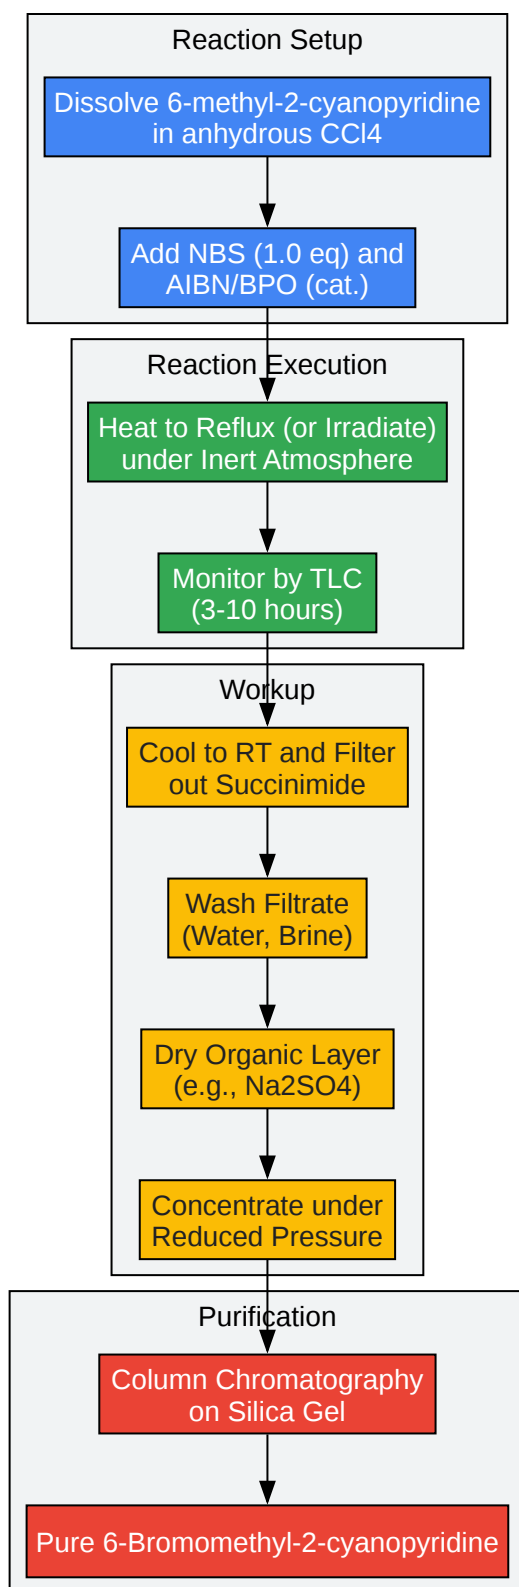 Reaction Setup
Dissolve 6-methyl-2-cyanopyridine
in anhydrous CCl4
Add NBS (1.0 eq) and
AIBN/BPO (cat.)
Reaction Execution
Heat to Reflux (or Irradiate)
under Inert Atmosphere
Monitor by TLC
(3-10 hours)
Workup
Cool to RT and Filter
out Succinimide
Wash Filtrate
(Water, Brine)
Dry Organic Layer
(e.g., Na2SO4)
Concentrate under
Reduced Pressure
Purification
Column Chromatography
on Silica Gel
Pure 6-Bromomethyl-2-cyanopyridine